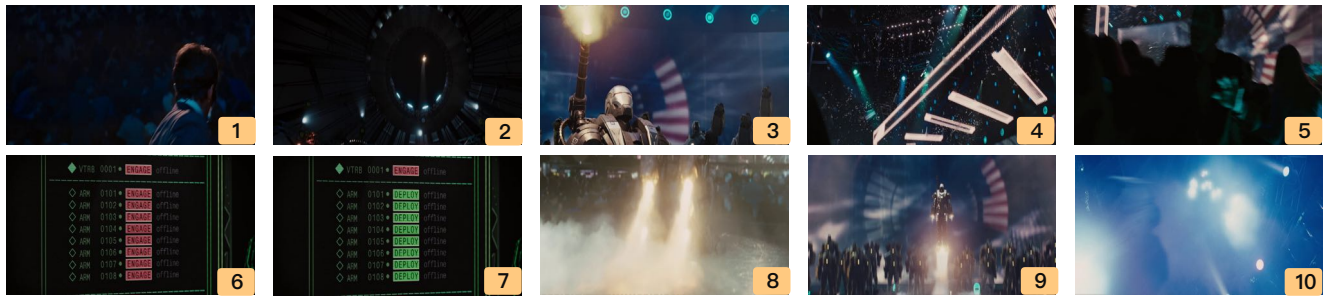 1
2
3
4
5
VTRB 0001 ENGAGE offline
ARM 0101 ENGAGE offline
ARM 0102 ENGAGE offline
ARM 0103 ENGAGE offline
ARM 0104 ENGAGE offline
ARM 0105 ENGAGE offline
ARM 0106 ENGAGE offline
ARM 0107 ENGAGE offline
ARM 0108 ENGAGE offline
6
VTRB 0001 ENGAGE offline
ARM 0101 DEPLOY offline
ARM 0102 DEPLOY offline
ARM 0103 DEPLOY offline
ARM 0104 DEPLOY offline
ARM 0105 DEPLOY offline
ARM 0106 DEPLOY offline
ARM 0107 DEPLOY offline
ARM 0108 DEPLOY offline
7
8
9
10